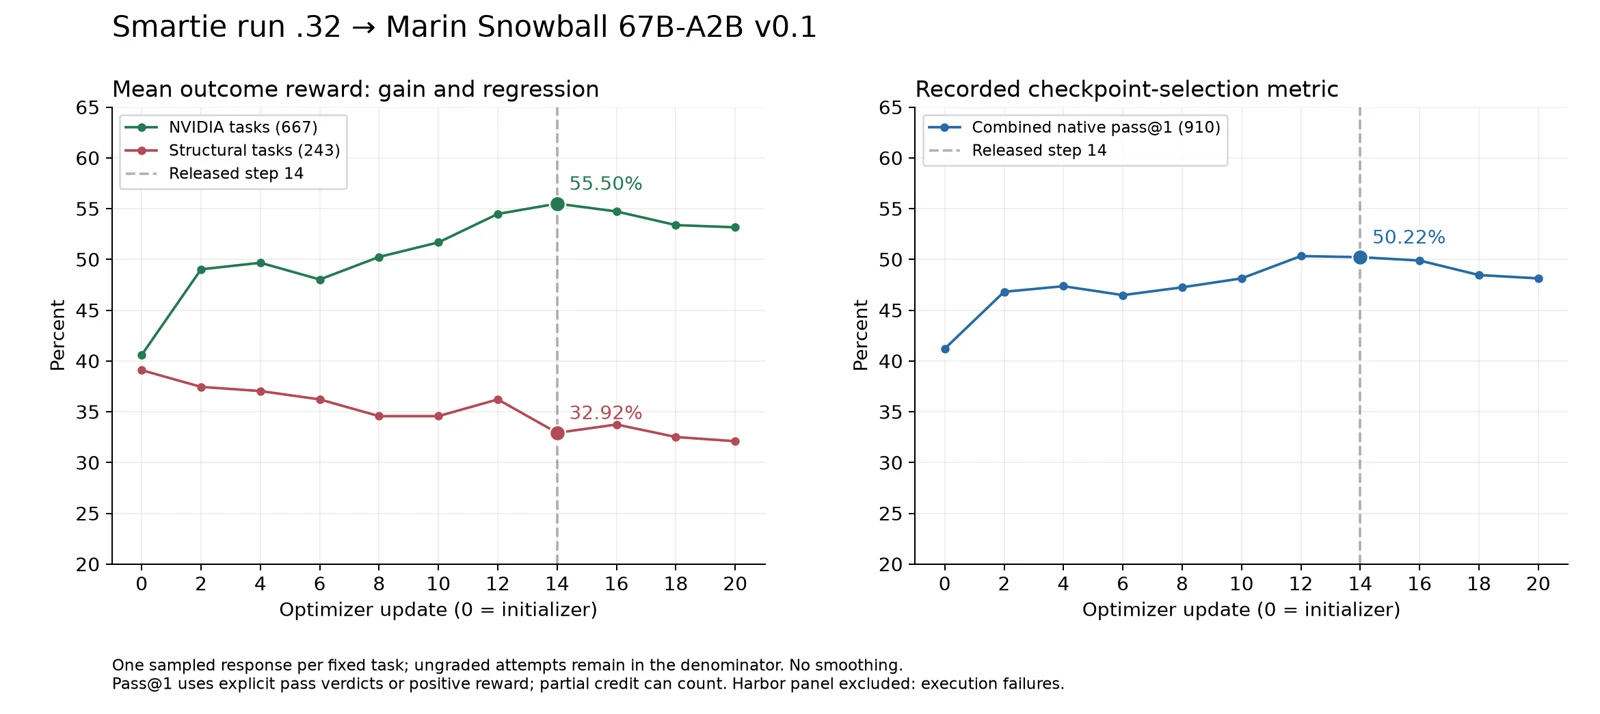 Smartie run .32 → Marin Snowball 67B-A2B v0.1
Mean outcome reward: gain and regression
65
60
55
50
45
40
35
30
25
20
Percent
NVIDIA tasks (667)
Structural tasks (243)
Released step 14
55.50%
32.92%
0 2 4 6 8 10 12 14 16 18 20
Optimizer update (0 = initializer)
Recorded checkpoint-selection metric
65
60
55
50
45
40
35
30
25
20
Percent
Combined native pass@1 (910)
Released step 14
50.22%
0 2 4 6 8 10 12 14 16 18 20
Optimizer update (0 = initializer)
One sampled response per fixed task; ungraded attempts remain in the denominator. No smoothing.
Pass@1 uses explicit pass verdicts or positive reward; partial credit can count. Harbor panel excluded: execution failures.